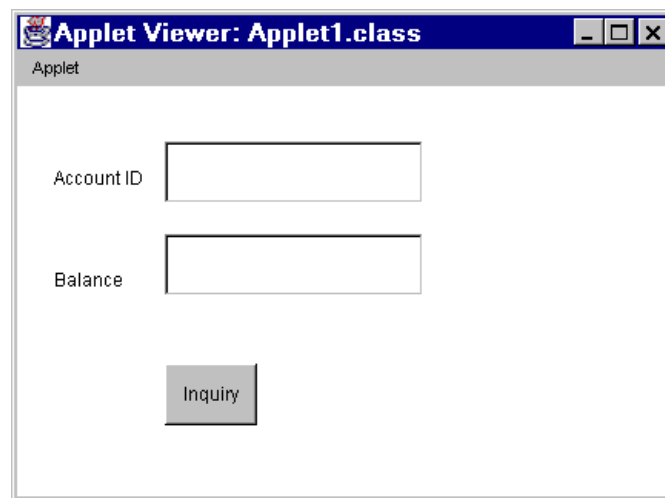 Applet Viewer: Applet1.class
Applet
Account ID
Balance
Inquiry